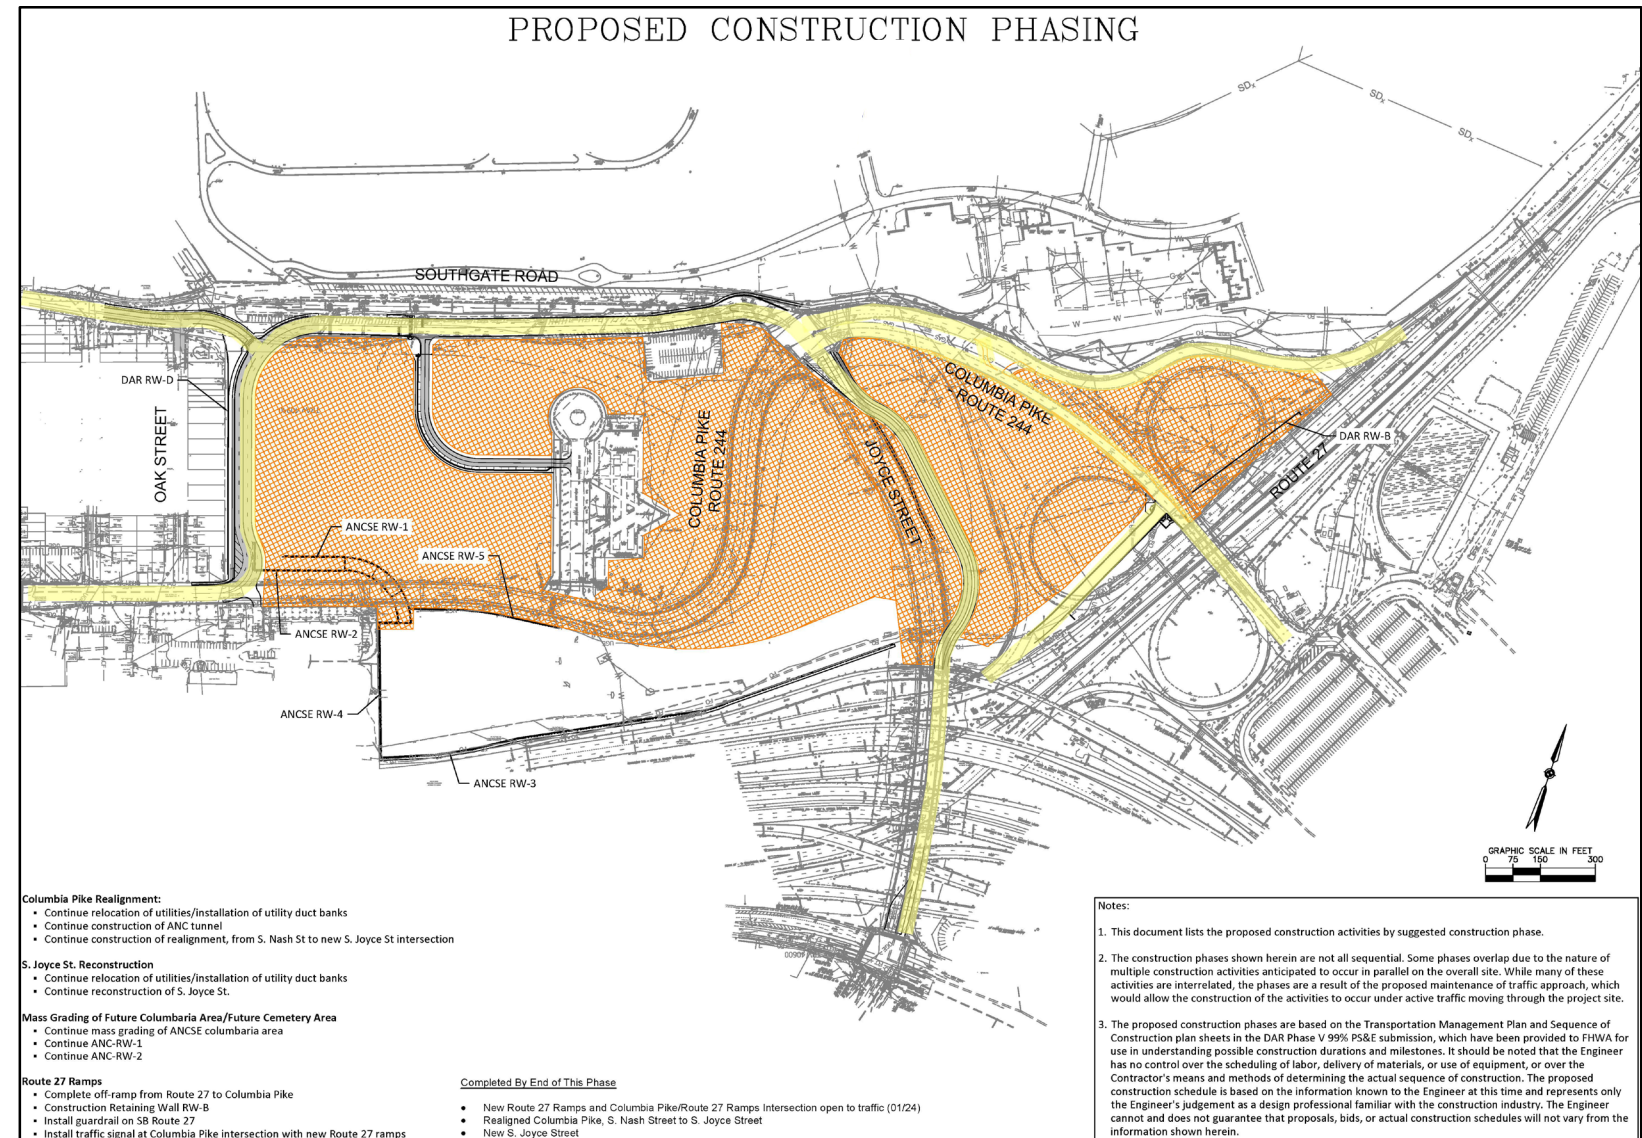 PROPOSED CONSTRUCTION PHASING
SDx
SDx
SDx
SOUTHGATE ROAD
DAR RW-D
OAK STREET
COLUMBIA PIKE
ROUTE 244
COLUMBIA PIKE
- ROUTE 244
JOYCE STREET
DAR RW-B
ROUTE 27
ANCSE RW-1
ANCSE RW-5
ANCSE RW-2
ANCSE RW-4
ANCSE RW-3
GRAPHIC SCALE IN FEET
0 75 150 300
Columbia Pike Realignment:
▪ Continue relocation of utilities/installation of utility duct banks
▪ Continue construction of ANC tunnel
▪ Continue construction of realignment, from S. Nash St to new S. Joyce St intersection
S. Joyce St. Reconstruction
▪ Continue relocation of utilities/installation of utility duct banks
▪ Continue reconstruction of S. Joyce St.
Mass Grading of Future Columbaria Area/Future Cemetery Area
▪ Continue mass grading of ANCSE columbaria area
▪ Continue ANC-RW-1
▪ Continue ANC-RW-2
Route 27 Ramps
▪ Complete off-ramp from Route 27 to Columbia Pike
▪ Construction Retaining Wall RW-B
▪ Install guardrail on SB Route 27
▪ Install traffic signal at Columbia Pike intersection with new Route 27 ramps
Completed By End of This Phase
• New Route 27 Ramps and Columbia Pike/Route 27 Ramps Intersection open to traffic (01/24)
• Realigned Columbia Pike, S. Nash Street to S. Joyce Street
• New S. Joyce Street
Notes:
1. This document lists the proposed construction activities by suggested construction phase.
2. The construction phases shown herein are not all sequential. Some phases overlap due to the nature of
multiple construction activities anticipated to occur in parallel on the overall site. While many of these
activities are interrelated, the phases are a result of the proposed maintenance of traffic approach, which
would allow the construction of the activities to occur under active traffic moving through the project site.
3. The proposed construction phases are based on the Transportation Management Plan and Sequence of
Construction plan sheets in the DAR Phase V 99% PS&E submission, which have been provided to FHWA for
use in understanding possible construction durations and milestones. It should be noted that the Engineer
has no control over the scheduling of labor, delivery of materials, or use of equipment, or over the
Contractor's means and methods of determining the actual sequence of construction. The proposed
construction schedule is based on the information known to the Engineer at this time and represents only
the Engineer's judgement as a design professional familiar with the construction industry. The Engineer
cannot and does not guarantee that proposals, bids, or actual construction schedules will not vary from the
information shown herein.